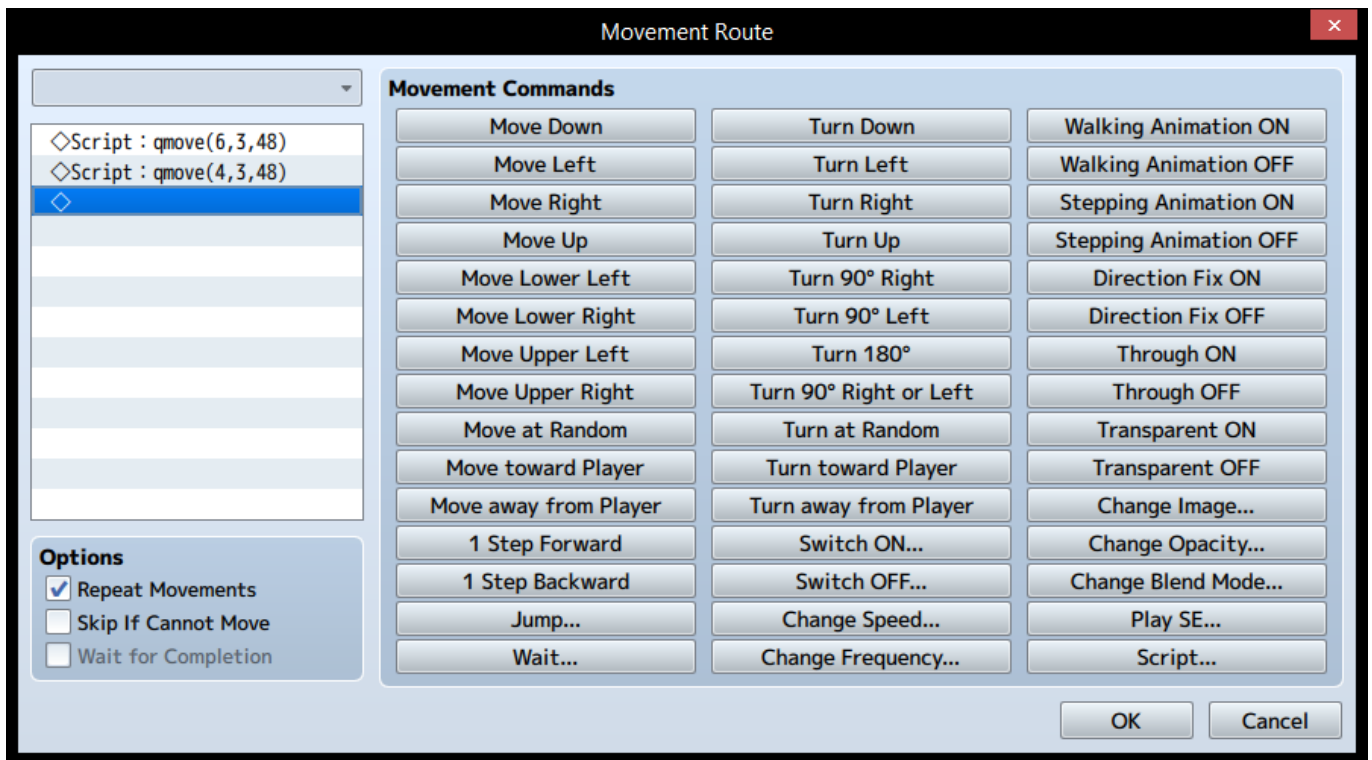 Movement Route
Movement Commands
◇Script：qmove(6,3,48)
◇Script：qmove(4,3,48)
◇
Options
Repeat Movements
Skip If Cannot Move
Wait for Completion
Move Down
Move Left
Move Right
Move Up
Move Lower Left
Move Lower Right
Move Upper Left
Move Upper Right
Move at Random
Move toward Player
Move away from Player
1 Step Forward
1 Step Backward
Jump...
Wait...
Turn Down
Turn Left
Turn Right
Turn Up
Turn 90° Right
Turn 90° Left
Turn 180°
Turn 90° Right or Left
Turn at Random
Turn toward Player
Turn away from Player
Switch ON...
Switch OFF...
Change Speed...
Change Frequency...
Walking Animation ON
Walking Animation OFF
Stepping Animation ON
Stepping Animation OFF
Direction Fix ON
Direction Fix OFF
Through ON
Through OFF
Transparent ON
Transparent OFF
Change Image...
Change Opacity...
Change Blend Mode...
Play SE...
Script...
OK
Cancel